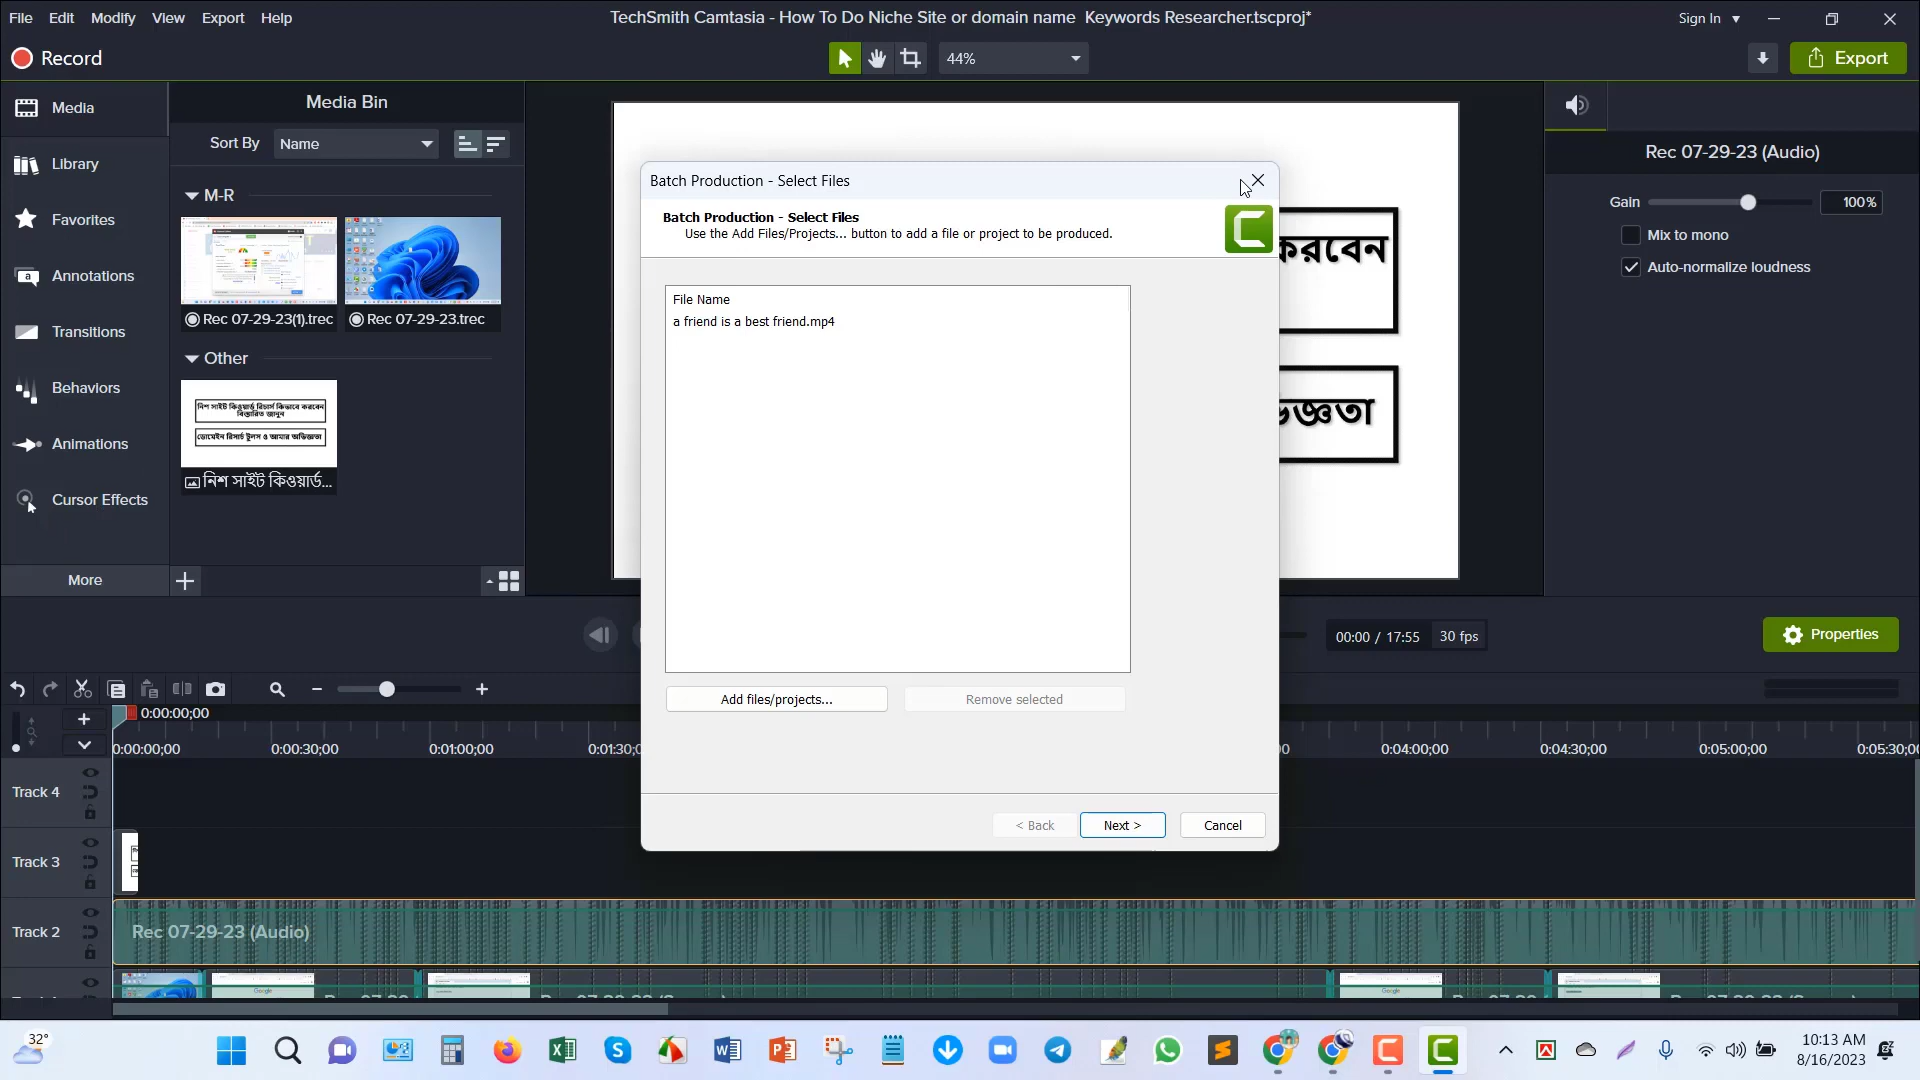 File Edit Modify View Export Help
TechSmith Camtasia - How To Do Niche Site or domain name Keywords Researcher.tscproj*
Sign In
Record
44%
Export
Media
Library
Favorites
Annotations
Transitions
Behaviors
Animations
Cursor Effects
More
Media Bin
Sort By Name
M-R
Rec 07-29-23(1).trec
Rec 07-29-23.trec
Other
নিশ সাইট কিওয়ার্ড রিচার্স কিভাবে করবেন
বিস্তারিত জানুন
ডোমেইন রিসার্চ টুলস ও আমার অভিজ্ঞতা
নিশ সাইট কিওয়ার্ড...
Batch Production - Select Files
Batch Production - Select Files
Use the Add Files/Projects... button to add a file or project to be produced.
File Name
a friend is a best friend.mp4
Add files/projects...
Remove selected
< Back
Next >
Cancel
করবেন
Rec 07-29-23 (Audio)
Gain 100%
Mix to mono
Auto-normalize loudness
00:00 / 17:55 30 fps
Properties
0:00:00;00
0:00:00;00 0:00:30;00 0:01:00;00 0:04:00;00 0:04:30;00 0:05:00;00
Track 4
Track 3
Track 2
Rec 07-29-23 (Audio)
32°
10:13 AM
8/16/2023